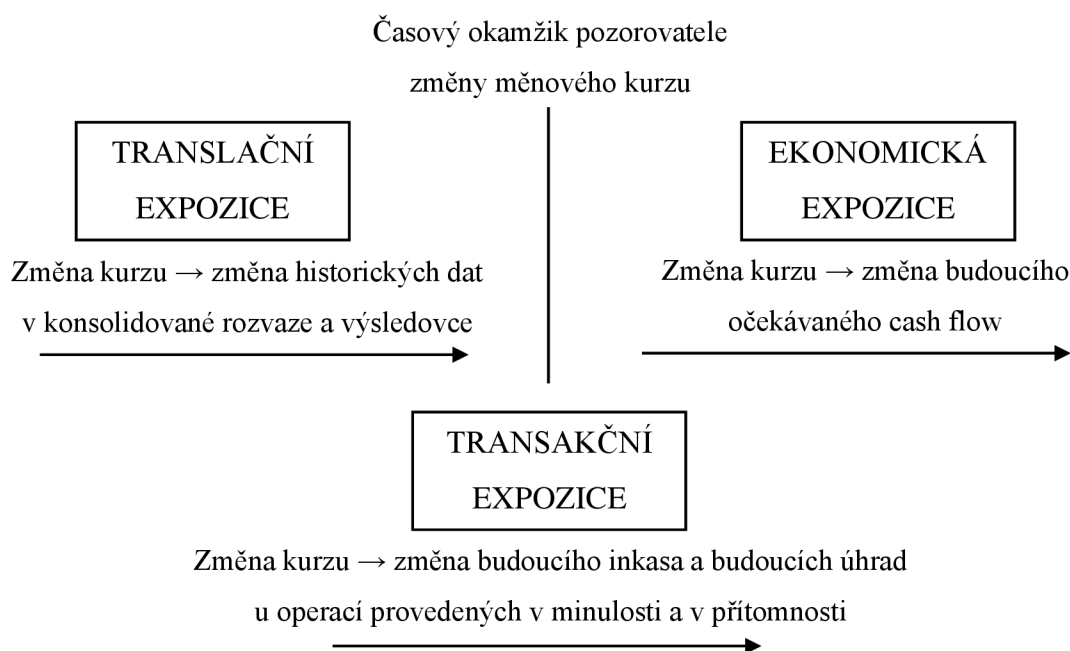 Časový okamžik pozorovatele
změny měnového kurzu
TRANSLAČNÍ
EXPOZICE
Změna kurzu → změna historických dat
v konsolidované rozvaze a výsledovce
EKONOMICKÁ
EXPOZICE
Změna kurzu → změna budoucího
očekávaného cash flow
TRANSAKČNÍ
EXPOZICE
Změna kurzu → změna budoucího inkasa a budoucích úhrad
u operací provedených v minulosti a v přítomnosti